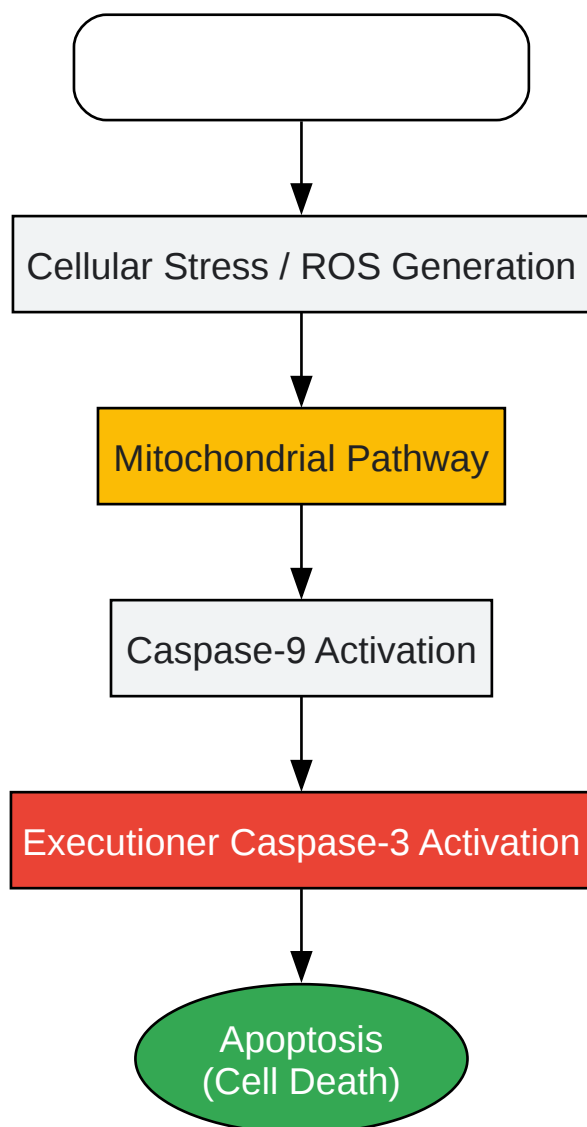 Cellular Stress / ROS Generation
Mitochondrial Pathway
Caspase-9 Activation
Executioner Caspase-3 Activation
Apoptosis
(Cell Death)